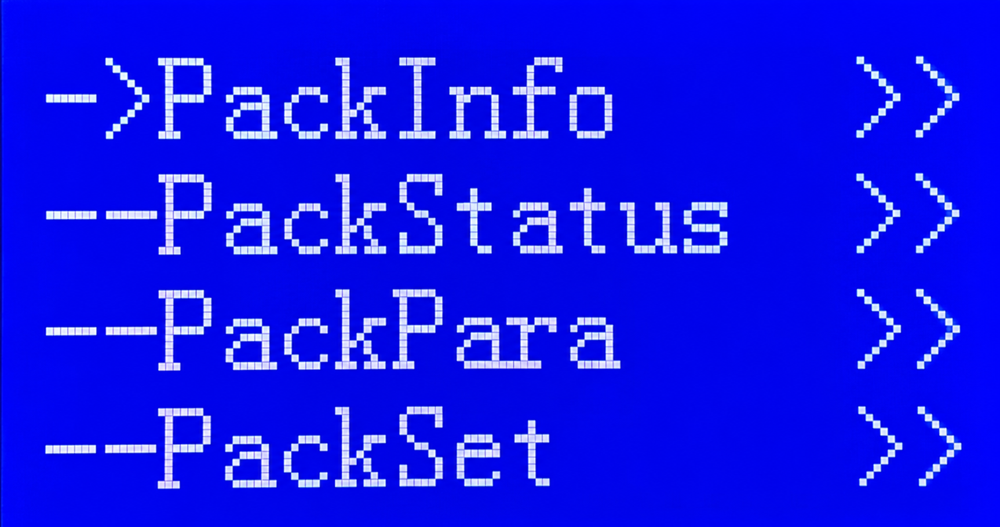 ->PackInfo >>
--PackStatus >>
--PackPara >>
--PackSet >>